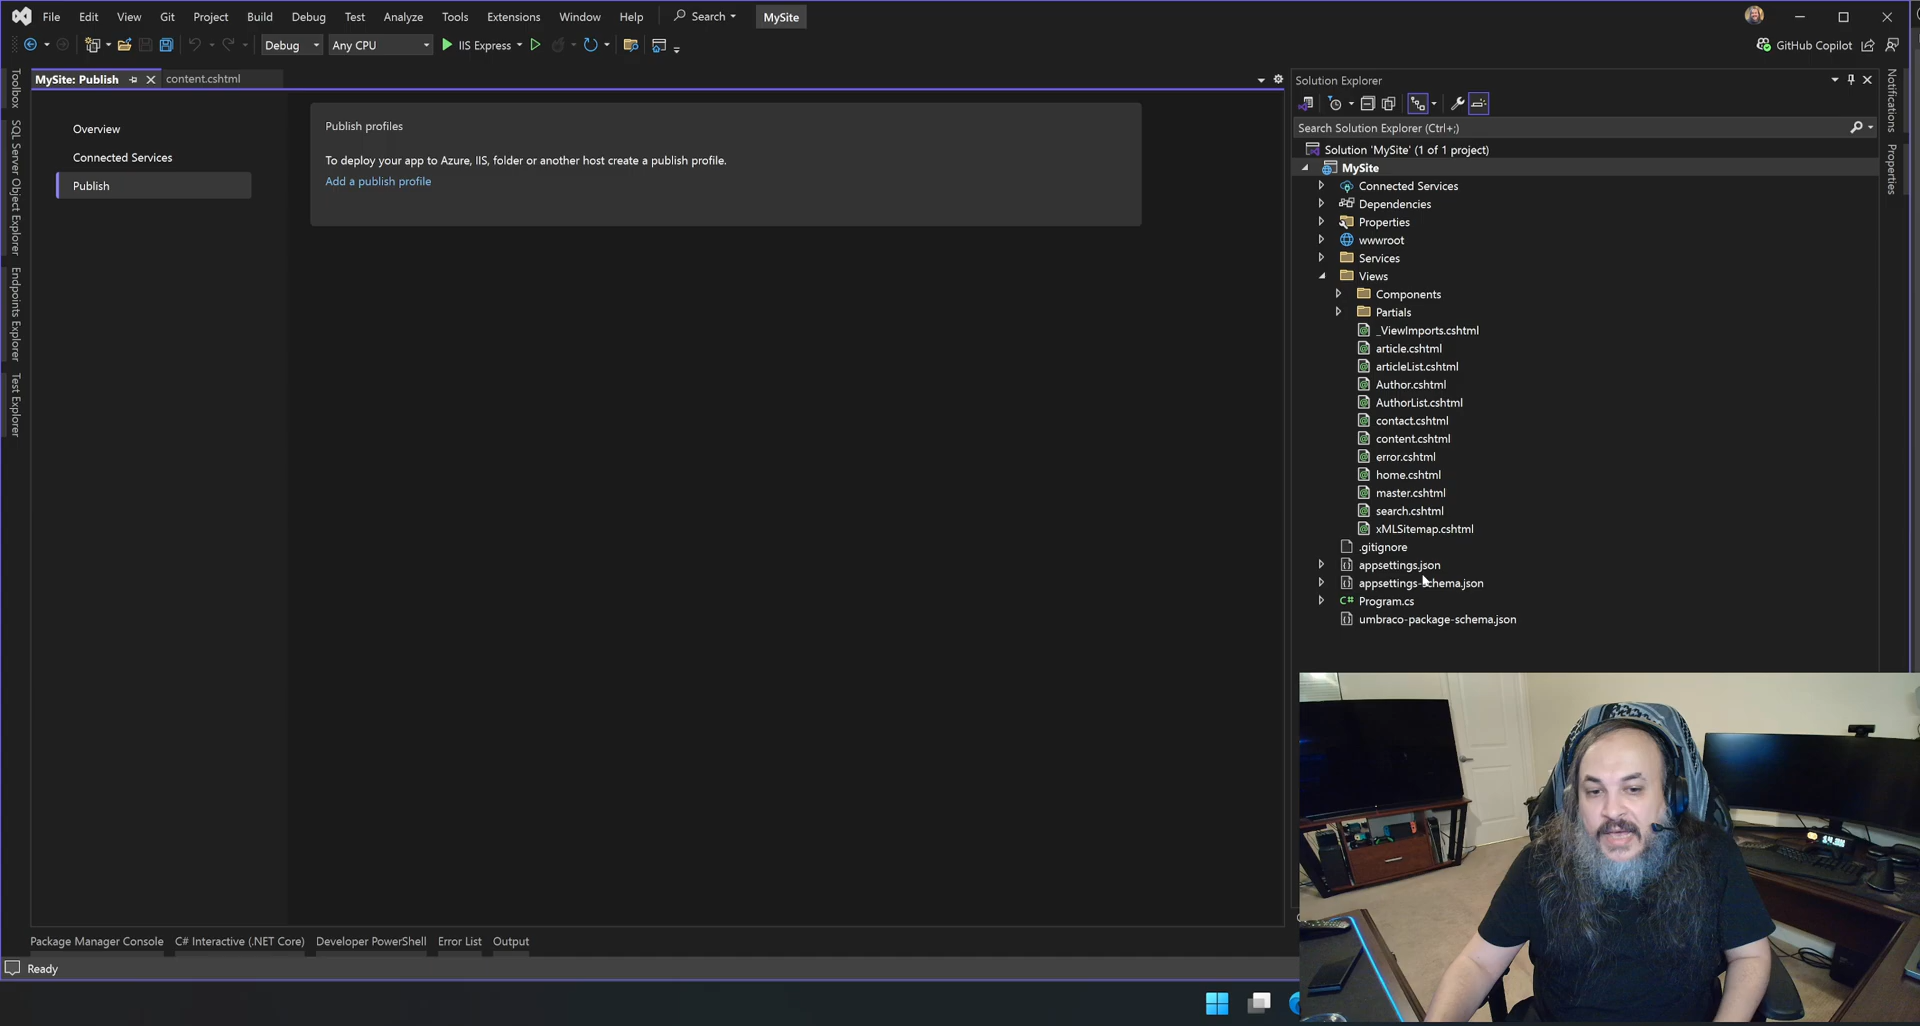 File Edit View Git Project Build Debug Test Analyze Tools Extensions Window Help Search MySite
Debug Any CPU IIS Express GitHub Copilot
MySite: Publish content.cshtml
Toolbox
SQL Server Object Explorer
Endpoints Explorer
Test Explorer
Overview
Connected Services
Publish
Publish profiles
To deploy your app to Azure, IIS, folder or another host create a publish profile.
Add a publish profile
Solution Explorer
Search Solution Explorer (Ctrl+;)
Solution 'MySite' (1 of 1 project)
MySite
Connected Services
Dependencies
Properties
wwwroot
Services
Views
Components
Partials
_ViewImports.cshtml
article.cshtml
articleList.cshtml
Author.cshtml
AuthorList.cshtml
contact.cshtml
content.cshtml
error.cshtml
home.cshtml
master.cshtml
search.cshtml
xMLSitemap.cshtml
.gitignore
appsettings.json
appsettings-schema.json
Program.cs
umbraco-package-schema.json
Notifications
Properties
Package Manager Console C# Interactive (.NET Core) Developer PowerShell Error List Output
Ready